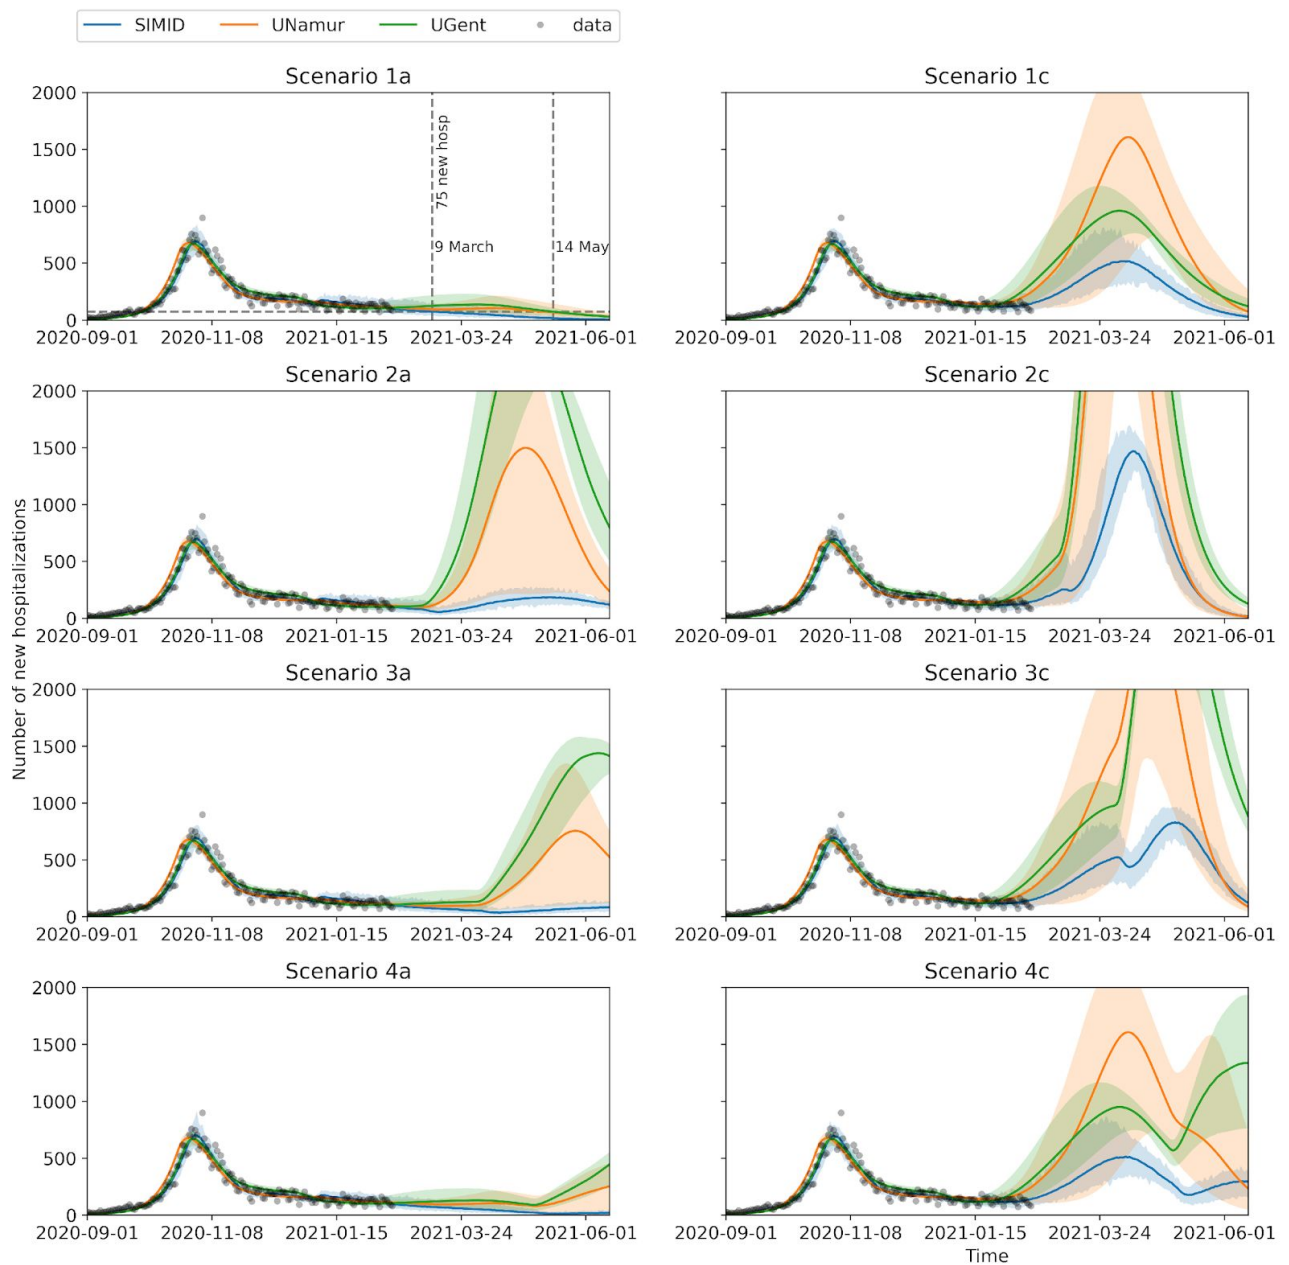 SIMID UNamur UGent data
Scenario 1a
2000
1500
1000
500
0
75 new hosp
9 March
14 May
2020-09-01 2020-11-08 2021-01-15 2021-03-24 2021-06-01
Scenario 1c
2020-09-01 2020-11-08 2021-01-15 2021-03-24 2021-06-01
Scenario 2a
2000
1500
1000
500
0
2020-09-01 2020-11-08 2021-01-15 2021-03-24 2021-06-01
Scenario 2c
2020-09-01 2020-11-08 2021-01-15 2021-03-24 2021-06-01
Number of new hospitalizations
Scenario 3a
2000
1500
1000
500
0
2020-09-01 2020-11-08 2021-01-15 2021-03-24 2021-06-01
Scenario 3c
2020-09-01 2020-11-08 2021-01-15 2021-03-24 2021-06-01
Scenario 4a
2000
1500
1000
500
0
2020-09-01 2020-11-08 2021-01-15 2021-03-24 2021-06-01
Scenario 4c
2020-09-01 2020-11-08 2021-01-15 2021-03-24 2021-06-01
Time